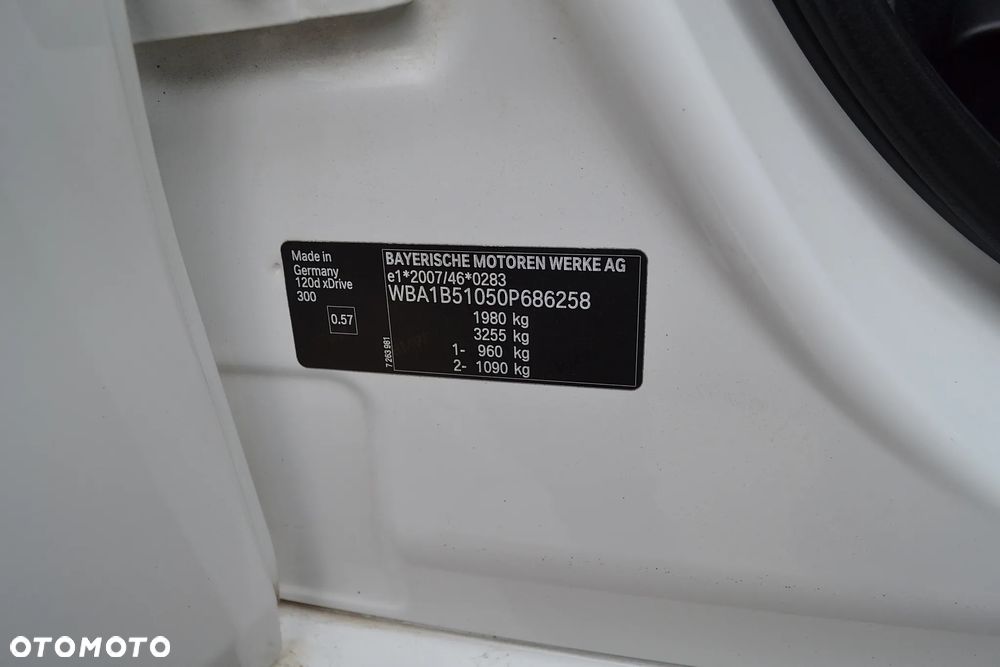 Made in
Germany
120d xDrive
300
0.57
7 263 961
BAYERISCHE MOTOREN WERKE AG
e1*2007/46*0283
WBA1B51050P686258
1980 kg
3255 kg
1- 960 kg
2- 1090 kg
OTOMOTO